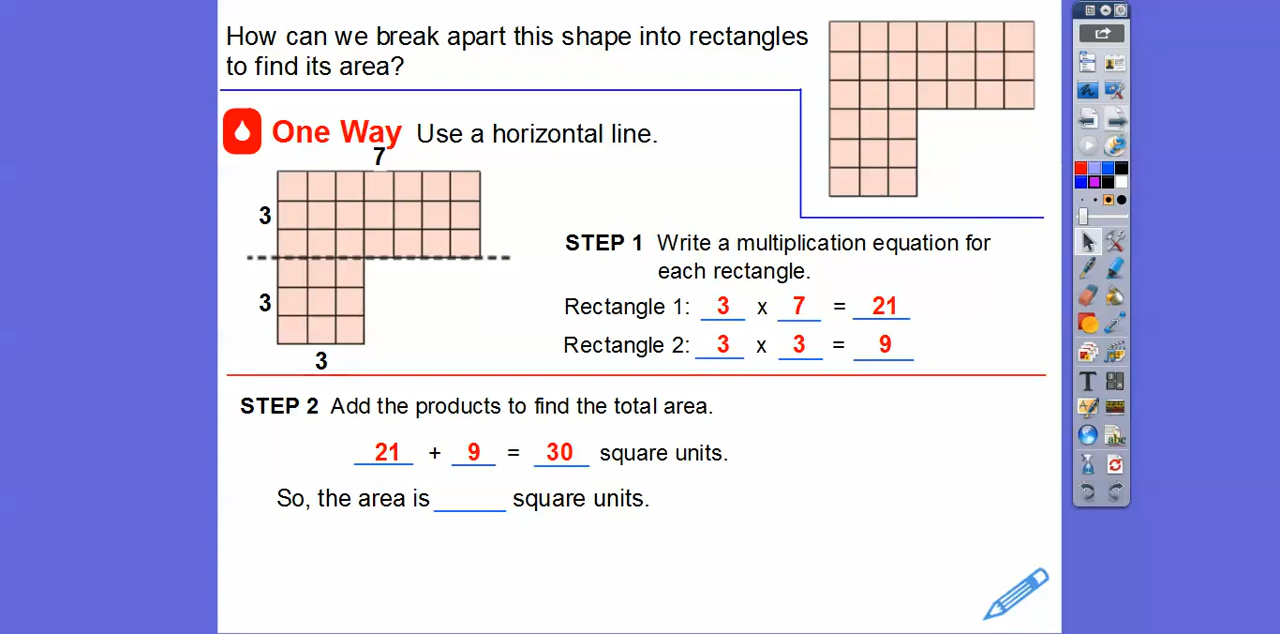 How can we break apart this shape into rectangles
to find its area?
One Way Use a horizontal line.
7
3
3
3
STEP 1 Write a multiplication equation for
each rectangle.
Rectangle 1: 3 x 7 = 21
Rectangle 2: 3 x 3 = 9
STEP 2 Add the products to find the total area.
21 + 9 = 30 square units.
So, the area is ______ square units.
T
abc